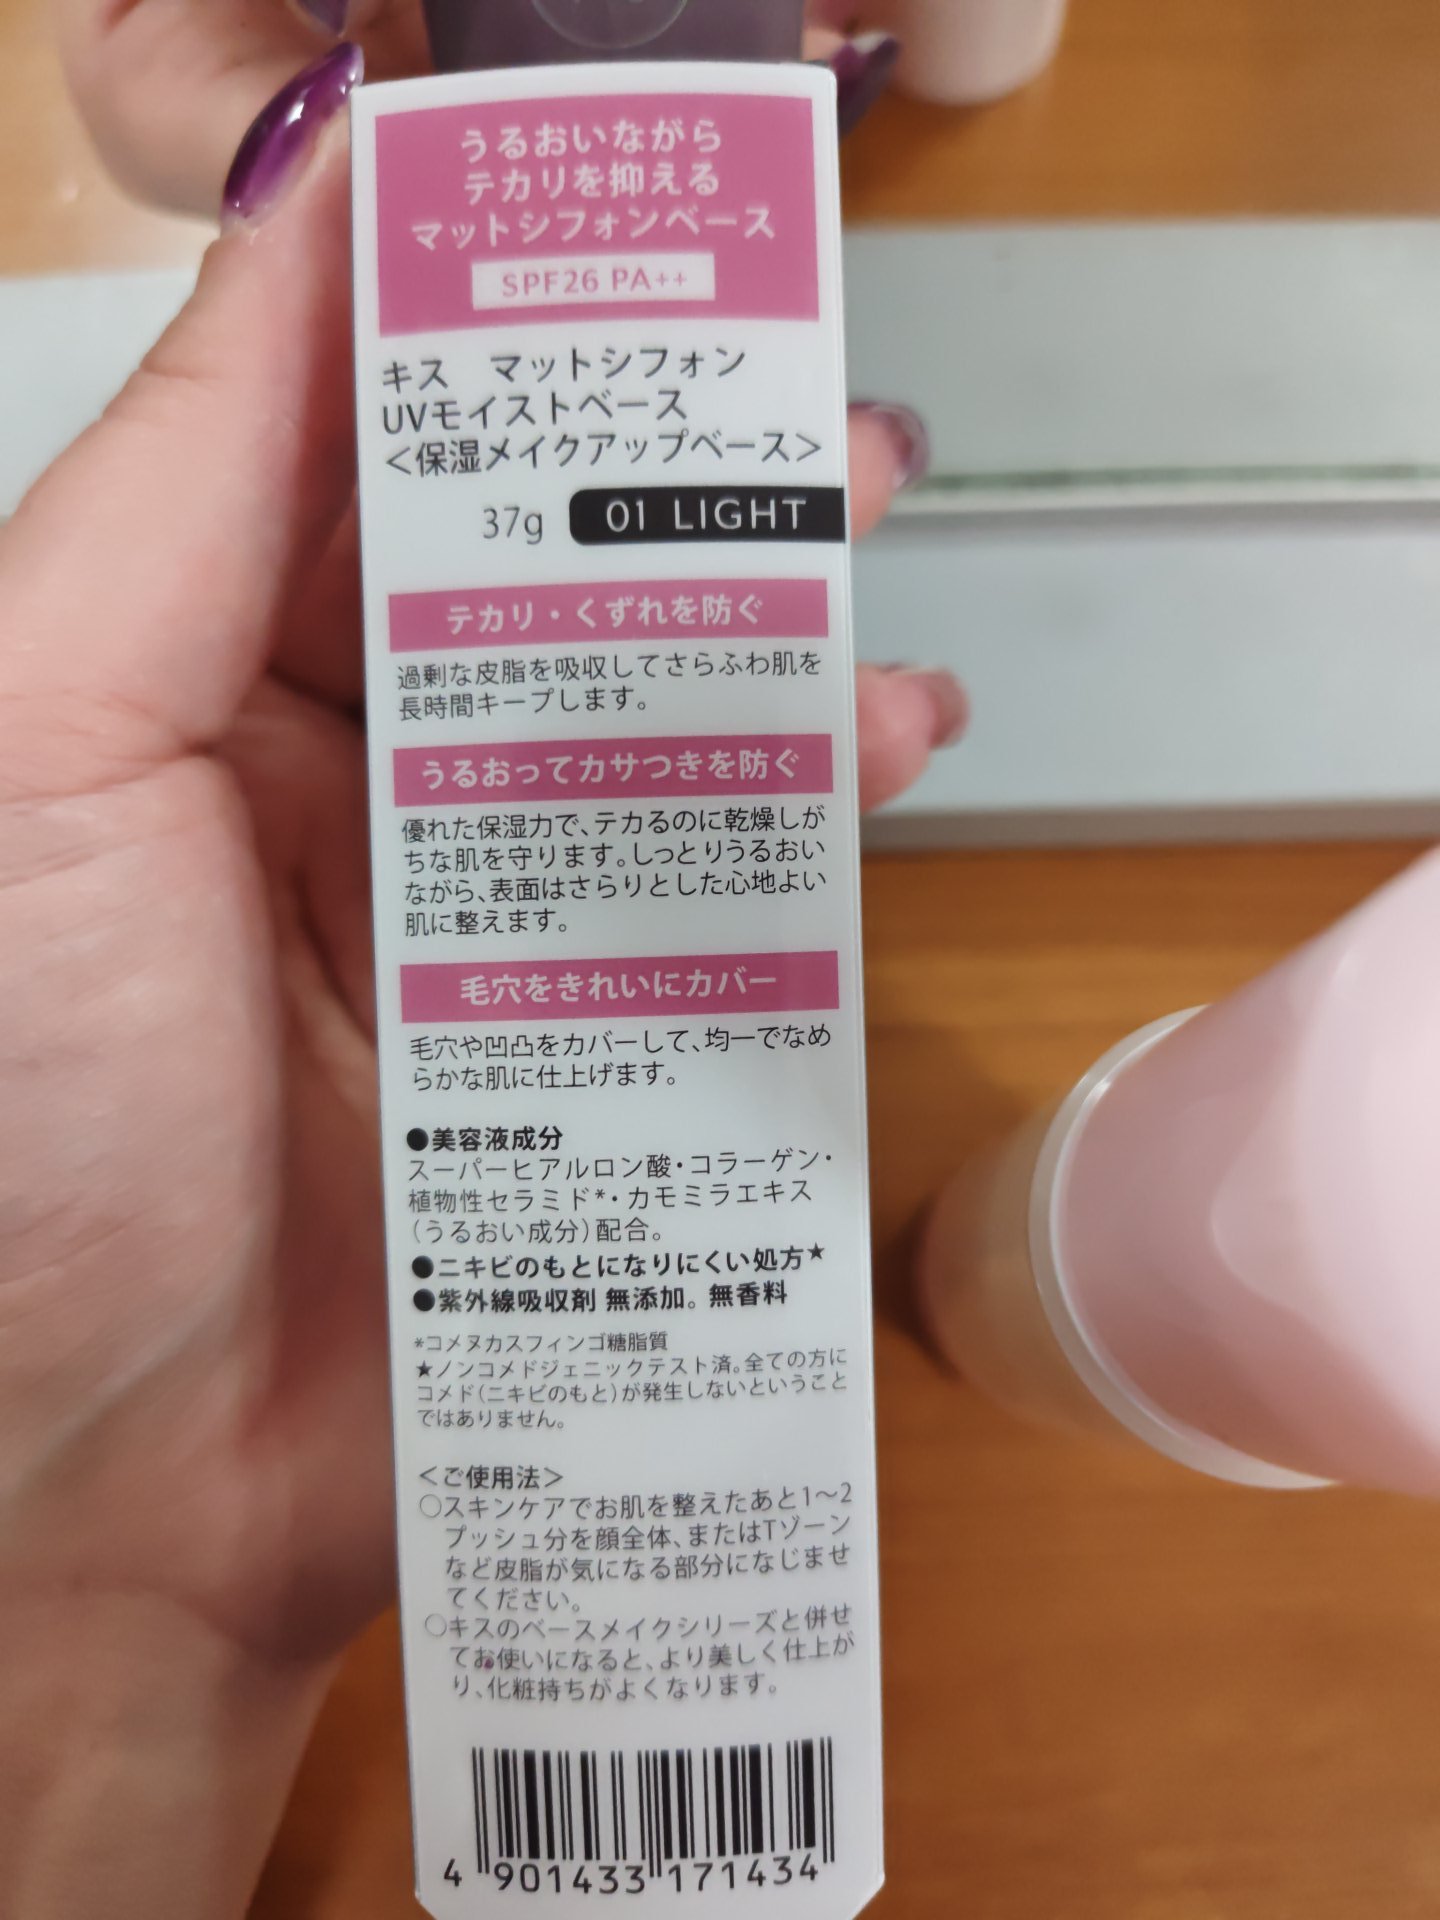 うるおいながら
テカリを抑える
マットシフォンベース
SPF26 PA++
キス マットシフォン
UVモイストベース
＜保湿メイクアップベース＞
37g 01 LIGHT
テカリ・くずれを防ぐ
過剰な皮脂を吸収してさらふわ肌を
長時間キープします。
うるおってカサつきを防ぐ
優れた保湿力で、テカるのに乾燥しが
ちな肌を守ります。しっとりうるおい
ながら、表面はさらりとした心地よい
肌に整えます。
毛穴をきれいにカバー
毛穴や凹凸をカバーして、均一でなめ
らかな肌に仕上げます。
●美容液成分
スーパーヒアルロン酸・コラーゲン・
植物性セラミド*・カモミラエキス
（うるおい成分）配合。
●ニキビのもとになりにくい処方★
●紫外線吸収剤 無添加。無香料
*コメヌカスフィンゴ糖脂質
★ノンコメドジェニックテスト済。全ての方に
コメド（ニキビのもと）が発生しないということ
ではありません。
＜ご使用法＞
○スキンケアでお肌を整えたあと1〜2
プッシュ分を顔全体、またはTゾーン
など皮脂が気になる部分になじませ
てください。
○キスのベースメイクシリーズと併せ
てお使いになると、より美しく仕上が
り、化粧持ちがよくなります。
4 901433 171434